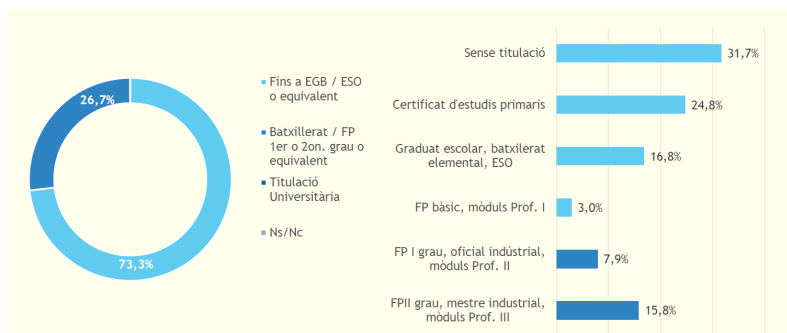 26,7%
73,3%
Fins a EGB / ESO
o equivalent
Batxillerat / FP
1er o 2on. grau o
equivalent
Titulació
Universitària
Ns/Nc
Sense titulació
31,7%
Certificat d'estudis primaris
24,8%
Graduat escolar, batxilerat
elemental, ESO
16,8%
FP bàsic, mòduls Prof. I
3,0%
FP I grau, oficial indústrial,
mòduls Prof. II
7,9%
FPII grau, mestre industrial,
mòduls Prof. III
15,8%